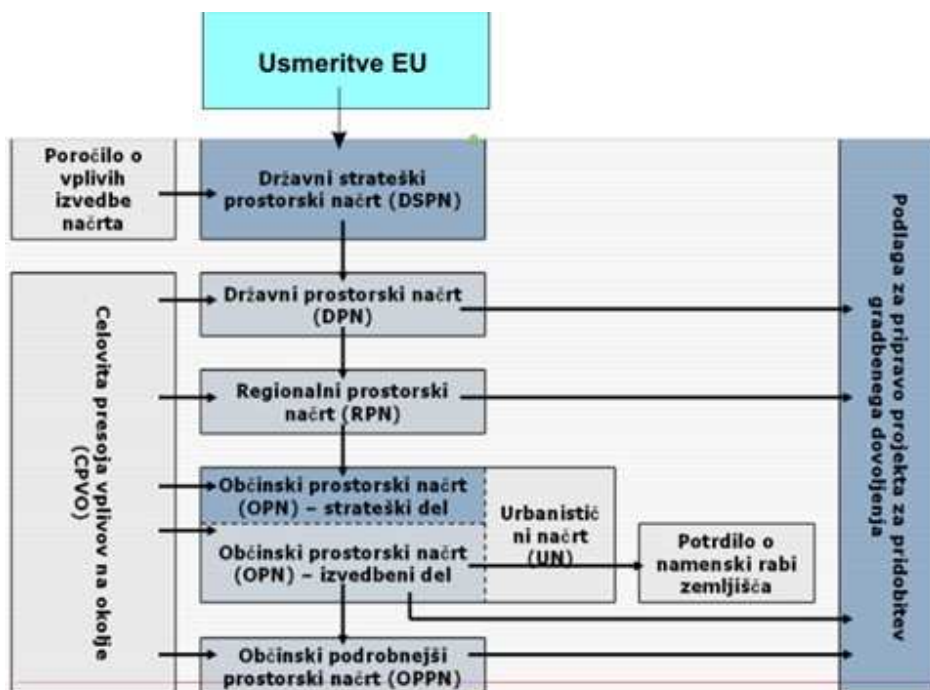 Usmeritve EU
Poročilo o
vplivih
izvedbe
načrta
Državni strateški
prostorski načrt (DSPN)
Državni prostorski načrt
(DPN)
Regionalni prostorski
načrt (RPN)
Občinski prostorski načrt
(OPN) – strateški del
Občinski prostorski načrt
(OPN) – izvedbeni del
Urbanistič
ni načrt
(UN)
Potrdilo o
namenski rabi
zemljišča
Občinski podrobnejši
prostorski načrt (OPPN)
Celovita presoja vplivov na okolje
(CPVO)
Podlaga za pripravo projekta za pridobitev
gradbenega dovoljenja